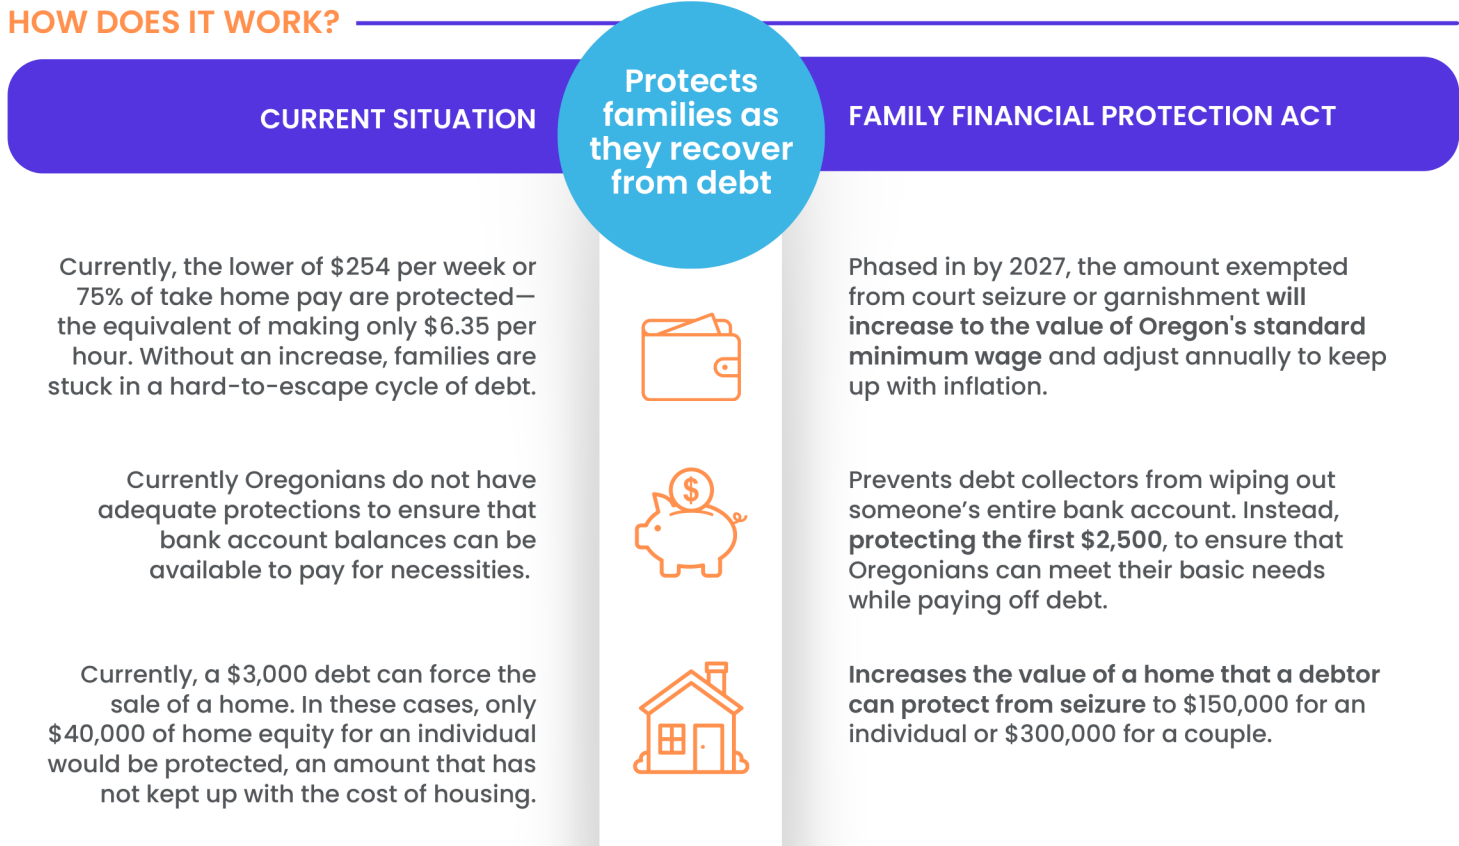 HOW DOES IT WORK?
CURRENT SITUATION
Protects
families as
they recover
from debt
FAMILY FINANCIAL PROTECTION ACT
Currently, the lower of $254 per week or
75% of take home pay are protected—
the equivalent of making only $6.35 per
hour. Without an increase, families are
stuck in a hard-to-escape cycle of debt.
Phased in by 2027, the amount exempted
from court seizure or garnishment will
increase to the value of Oregon's standard
minimum wage and adjust annually to keep
up with inflation.
Currently Oregonians do not have
adequate protections to ensure that
bank account balances can be
available to pay for necessities.
$
Prevents debt collectors from wiping out
someone’s entire bank account. Instead,
protecting the first $2,500, to ensure that
Oregonians can meet their basic needs
while paying off debt.
Currently, a $3,000 debt can force the
sale of a home. In these cases, only
$40,000 of home equity for an individual
would be protected, an amount that has
not kept up with the cost of housing.
Increases the value of a home that a debtor
can protect from seizure to $150,000 for an
individual or $300,000 for a couple.